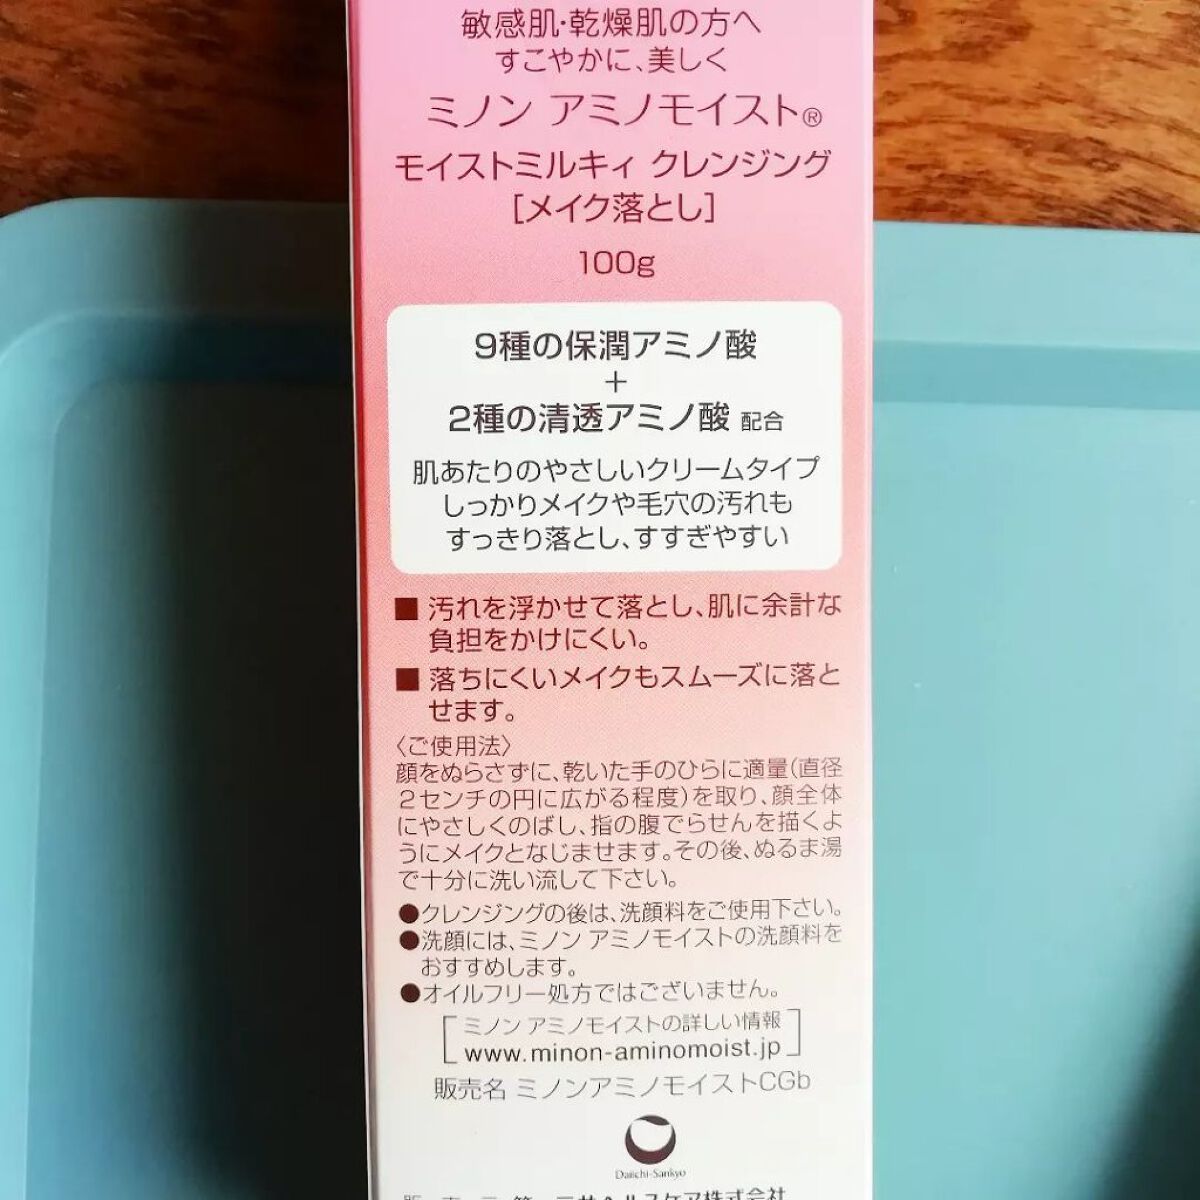 敏感肌・乾燥肌の方へ
すこやかに、美しく
ミノン アミノモイスト®
モイストミルキィ クレンジング
[メイク落とし]
100g
9種の保潤アミノ酸
+
2種の清透アミノ酸 配合
肌あたりのやさしいクリームタイプ
しっかりメイクや毛穴の汚れも
すっきり落とし、すすぎやすい
■ 汚れを浮かせて落とし、肌に余計な
負担をかけにくい。
■ 落ちにくいメイクもスムーズに落と
せます。
〈ご使用法〉
顔をぬらさずに、乾いた手のひらに適量(直径
2センチの円に広がる程度)を取り、顔全体
にやさしくのばし、指の腹でらせんを描くよ
うにメイクとなじませます。その後、ぬるま湯
で十分に洗い流して下さい。
●クレンジングの後は、洗顔料をご使用下さい。
●洗顔には、ミノン アミノモイストの洗顔料を
おすすめします。
●オイルフリー処方ではございません。
[ミノン アミノモイストの詳しい情報
www.minon-aminomoist.jp]
販売名 ミノンアミノモイストCGb
Daiichi-Sankyo
ヘルスケア株式会社